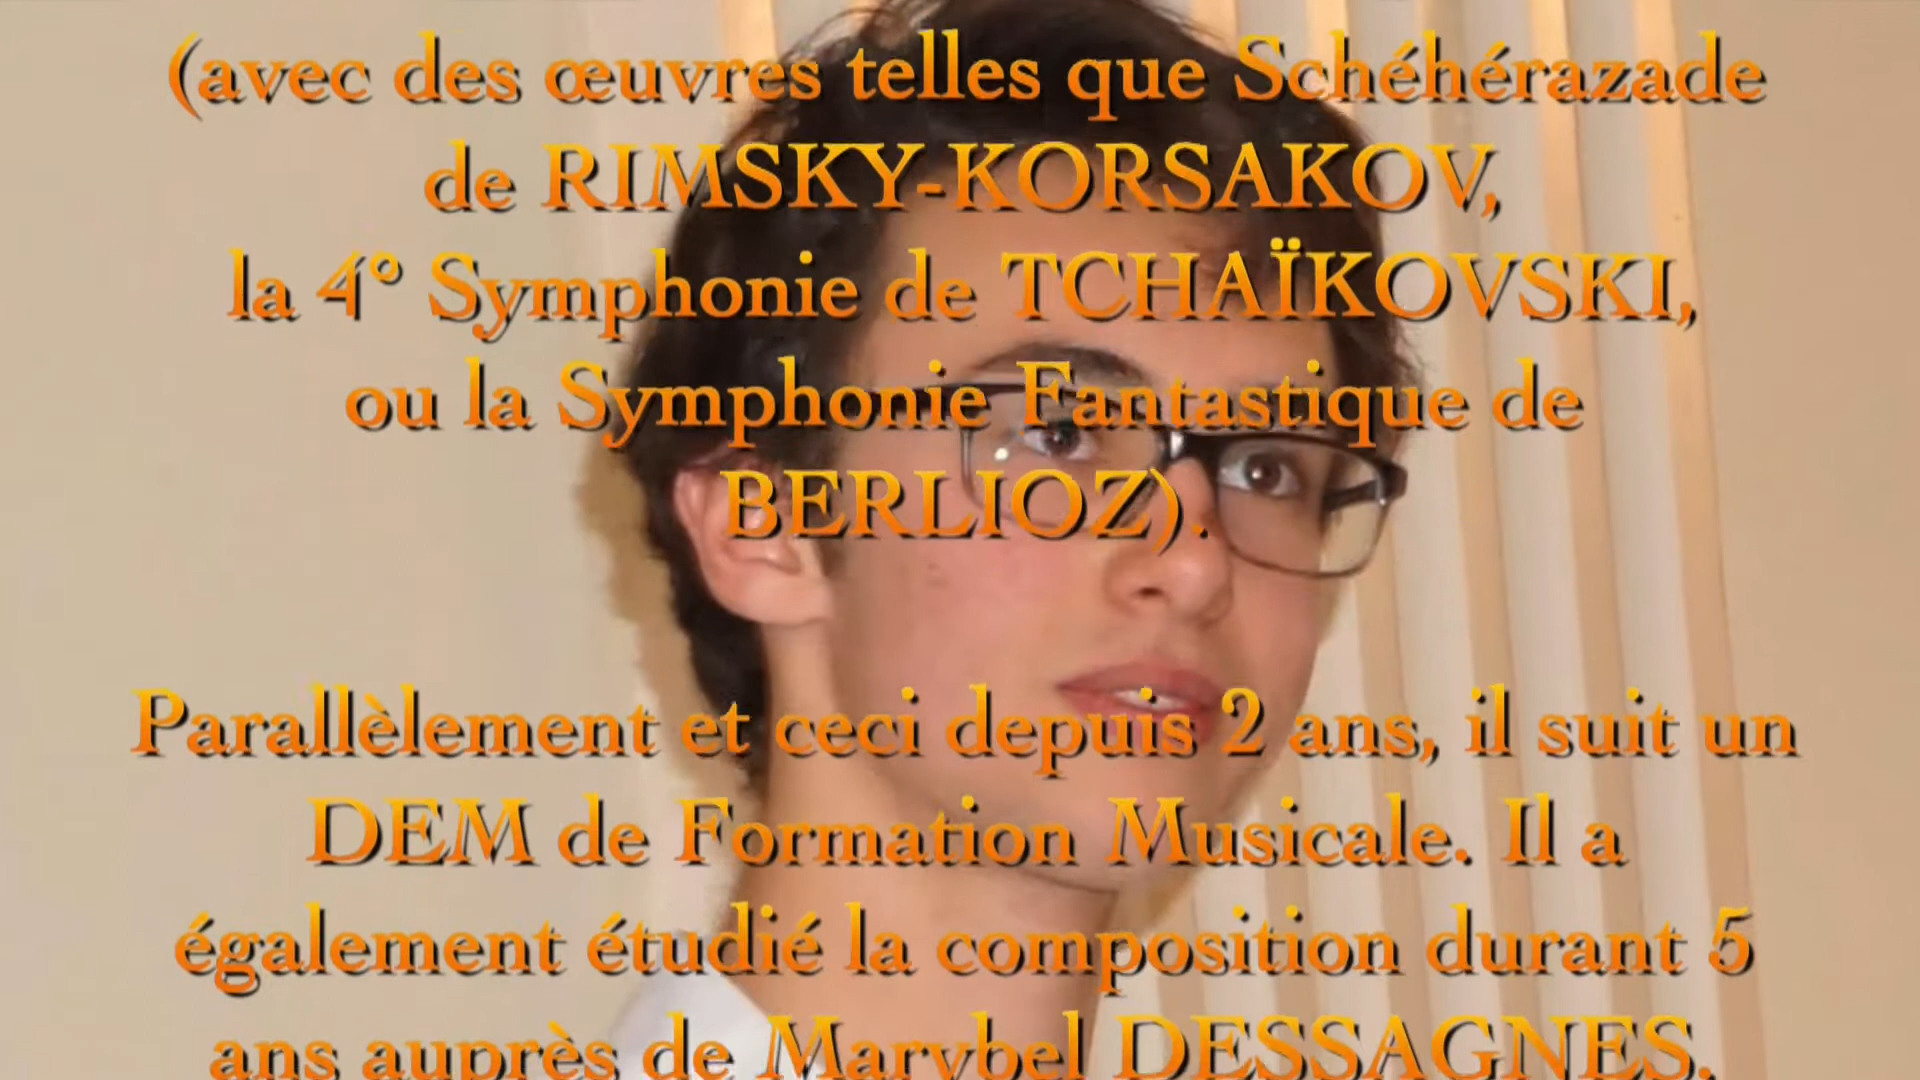 (avec des œuvres telles que Schéhérazade
de RIMSKY-KORSAKOV,
la 4° Symphonie de TCHAÏKOVSKI,
ou la Symphonie Fantastique de
BERLIOZ).
Parallèlement et ceci depuis 2 ans, il suit un
DEM de Formation Musicale. Il a
également étudié la composition durant 5
ans auprès de Marybel DESSAGNES.